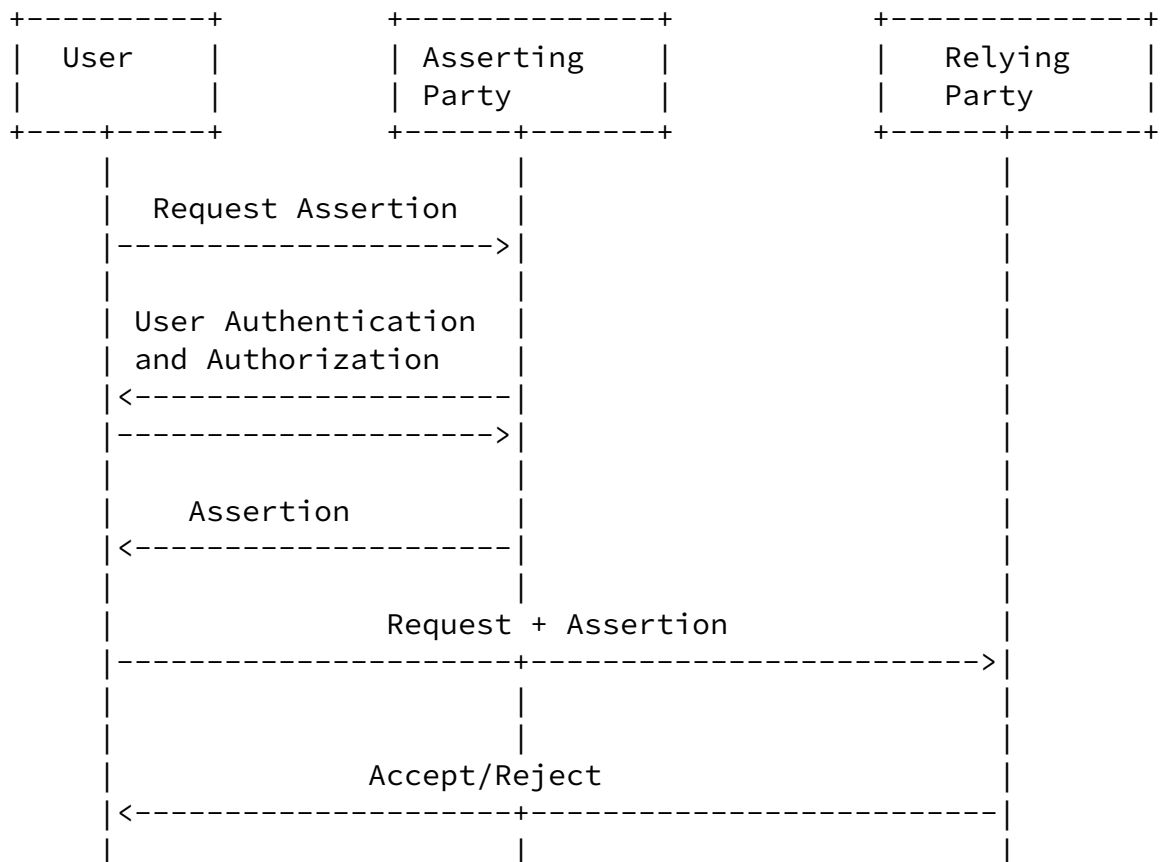 User Asserting Relying
Party Party
Request Assertion
User Authentication
and Authorization
Assertion
Request + Assertion
Accept/Reject